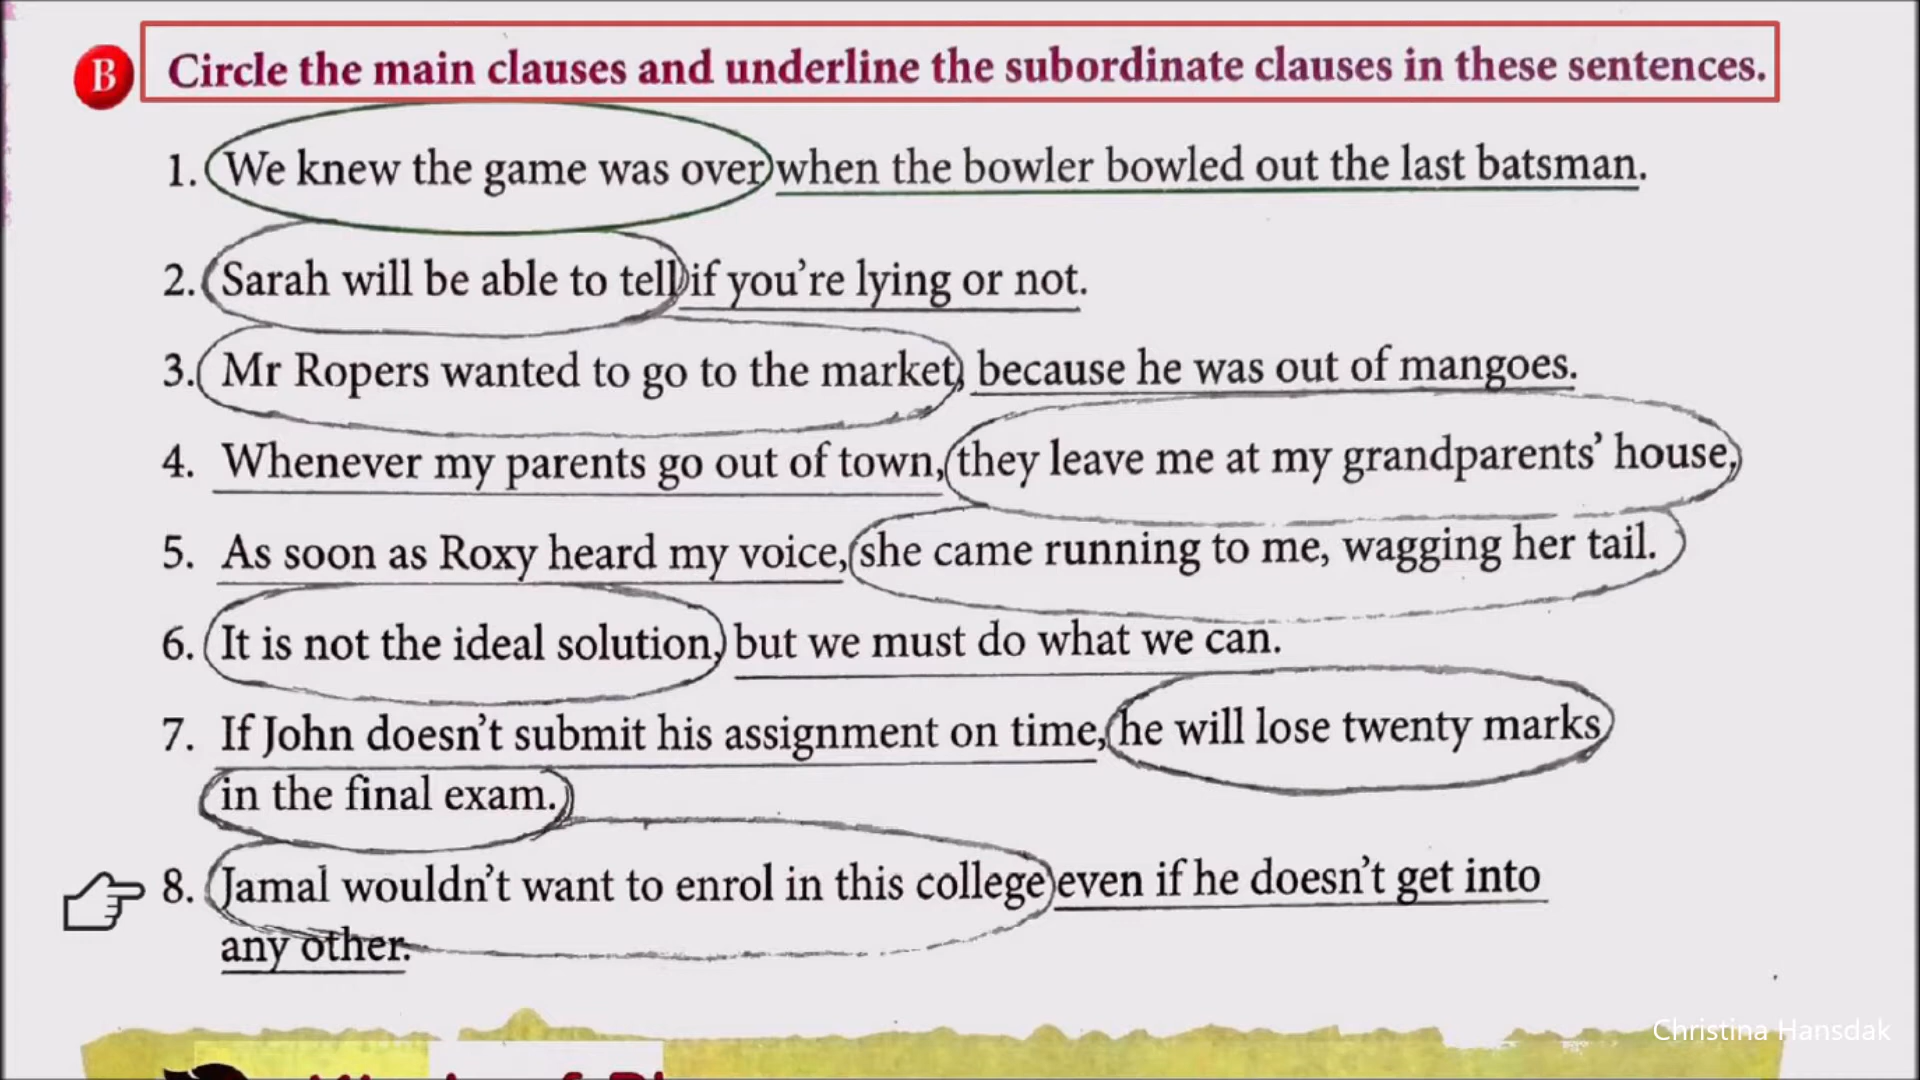 B Circle the main clauses and underline the subordinate clauses in these sentences.
1. We knew the game was over when the bowler bowled out the last batsman.
2. Sarah will be able to tell if you're lying or not.
3. Mr Ropers wanted to go to the market, because he was out of mangoes.
4. Whenever my parents go out of town, they leave me at my grandparents' house,
5. As soon as Roxy heard my voice, she came running to me, wagging her tail.
6. It is not the ideal solution, but we must do what we can.
7. If John doesn't submit his assignment on time, he will lose twenty marks
in the final exam.
8. Jamal wouldn't want to enrol in this college even if he doesn't get into
any other.
Christina Hansdak